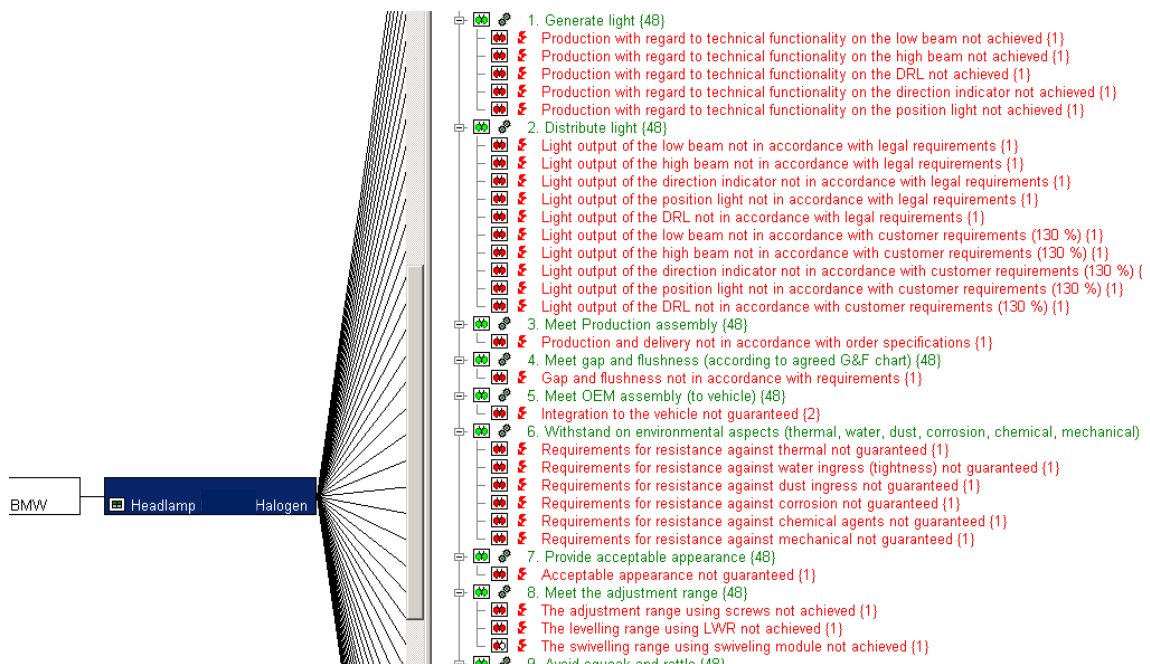 1. Generate light {48}
Production with regard to technical functionality on the low beam not achieved {1}
Production with regard to technical functionality on the high beam not achieved {1}
Production with regard to technical functionality on the DRL not achieved {1}
Production with regard to technical functionality on the direction indicator not achieved {1}
Production with regard to technical functionality on the position light not achieved {1}
2. Distribute light {48}
Light output of the low beam not in accordance with legal requirements {1}
Light output of the high beam not in accordance with legal requirements {1}
Light output of the direction indicator not in accordance with legal requirements {1}
Light output of the position light not in accordance with legal requirements {1}
Light output of the DRL not in accordance with legal requirements {1}
Light output of the low beam not in accordance with customer requirements (130 %) {1}
Light output of the high beam not in accordance with customer requirements (130 %) {1}
Light output of the direction indicator not in accordance with customer requirements (130 %) {
Light output of the position light not in accordance with customer requirements (130 %) {1}
Light output of the DRL not in accordance with customer requirements (130 %) {1}
3. Meet Production assembly {48}
Production and delivery not in accordance with order specifications {1}
4. Meet gap and flushness (according to agreed G&F chart) {48}
Gap and flushness not in accordance with requirements {1}
5. Meet OEM assembly (to vehicle) {48}
Integration to the vehicle not guaranteed {2}
6. Withstand on environmental aspects (thermal, water, dust, corrosion, chemical, mechanical)
Requirements for resistance against thermal not guaranteed {1}
Requirements for resistance against water ingress (tightness) not guaranteed {1}
Requirements for resistance against dust ingress not guaranteed {1}
Requirements for resistance against corrosion not guaranteed {1}
Requirements for resistance against chemical agents not guaranteed {1}
Requirements for resistance against mechanical not guaranteed {1}
7. Provide acceptable appearance {48}
Acceptable appearance not guaranteed {1}
8. Meet the adjustment range {48}
The adjustment range using screws not achieved {1}
The levelling range using LWR not achieved {1}
The swivelling range using swiveling module not achieved {1}
9. Avoid squeak and rattle {48}
BMW
Headlamp Halogen